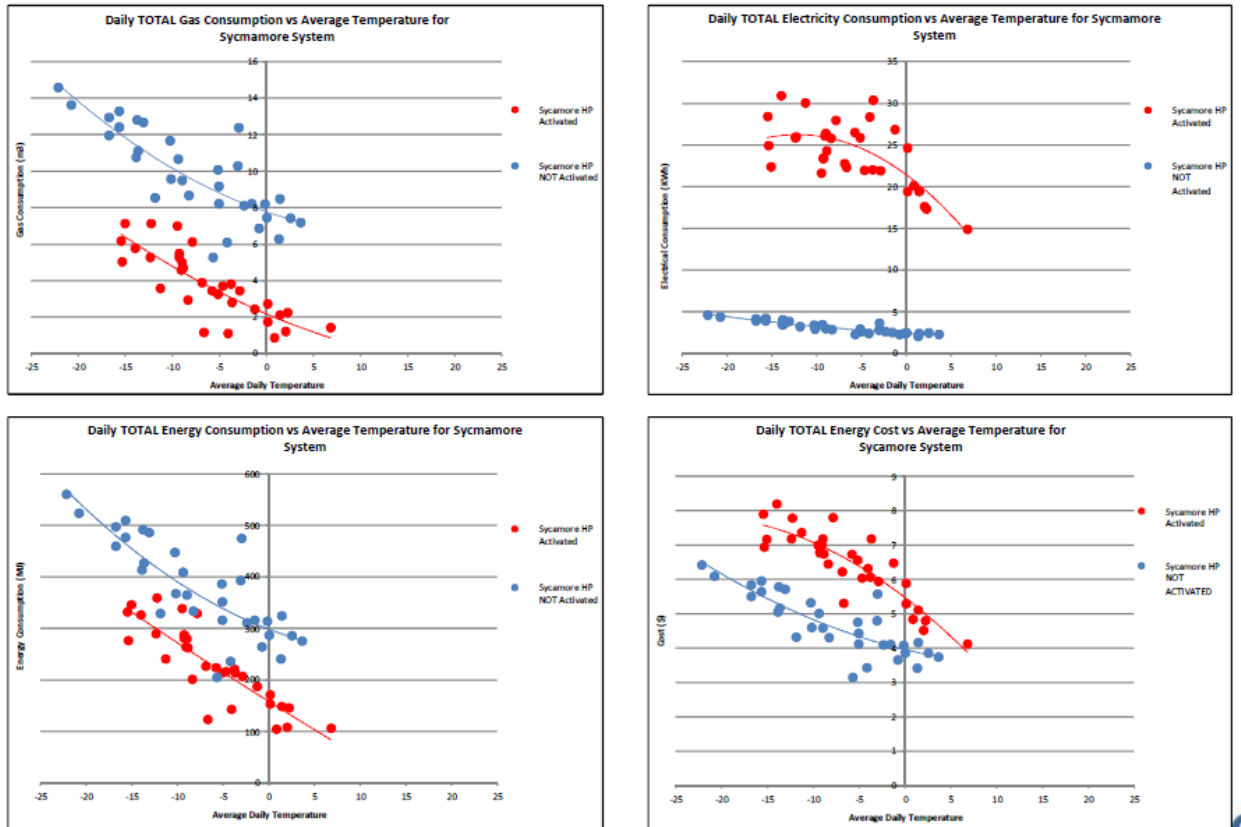 Daily TOTAL Gas Consumption vs Average Temperature for
Sycmamore System
16
14
12
10
8
6
4
2
0
-25 -20 -15 -10 -5 0 5 10 15 20 25
Gas Consumption (m3)
Average Daily Temperature
Sycamore HP
Activated
Sycamore HP
NOT Activated
Daily TOTAL Electricity Consumption vs Average Temperature for Sycmamore
System
35
30
25
20
15
10
5
0
-25 -20 -15 -10 -5 0 5 10 15 20 25
Electrical Consumption (KWh)
Average Daily Temperature
Sycamore HP
Activated
Sycamore HP
NOT
Activated
Daily TOTAL Energy Consumption vs Average Temperature for Sycmamore
System
600
500
400
300
200
100
0
-25 -20 -15 -10 -5 0 5 10 15 20 25
Energy Consumption (MJ)
Average Daily Temperature
Sycamore HP
Activated
Sycamore HP
NOT Activated
Daily TOTAL Energy Cost vs Average Temperature for
Sycamore System
9
8
7
6
5
4
3
2
1
0
-25 -20 -15 -10 -5 0 5 10 15 20 25
Cost ($)
Average Daily Temperature
Sycamore HP
Activated
Sycamore HP
NOT
ACTIVATED